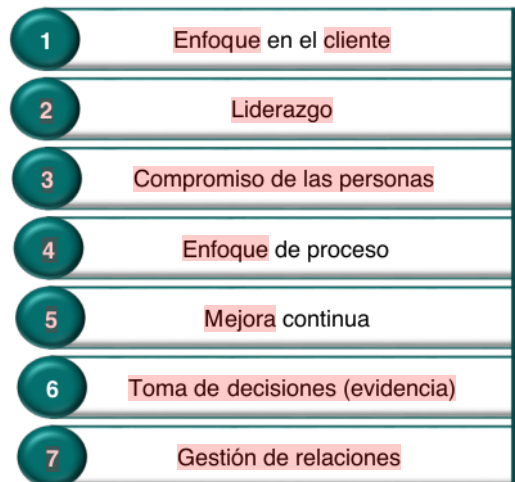 1 Enfoque en el cliente
2 Liderazgo
3 Compromiso de las personas
4 Enfoque de proceso
5 Mejora continua
6 Toma de decisiones (evidencia)
7 Gestión de relaciones